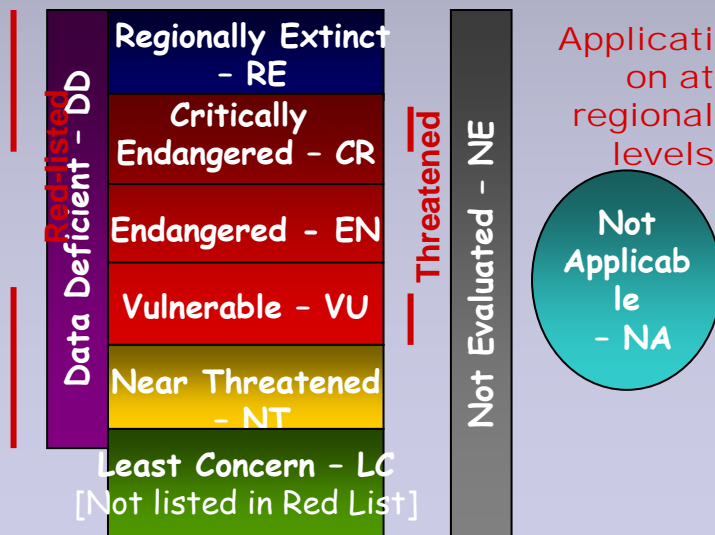 Regionally Extinct
– RE
Critically
Endangered – CR
Endangered - EN
Vulnerable – VU
Near Threatened
– NT
Least Concern – LC
[Not listed in Red List]
Data Deficient – DD
Red-listed
Threatened
Not Evaluated – NE
Applicati
on at
regional
levels
Not
Applicab
le
– NA